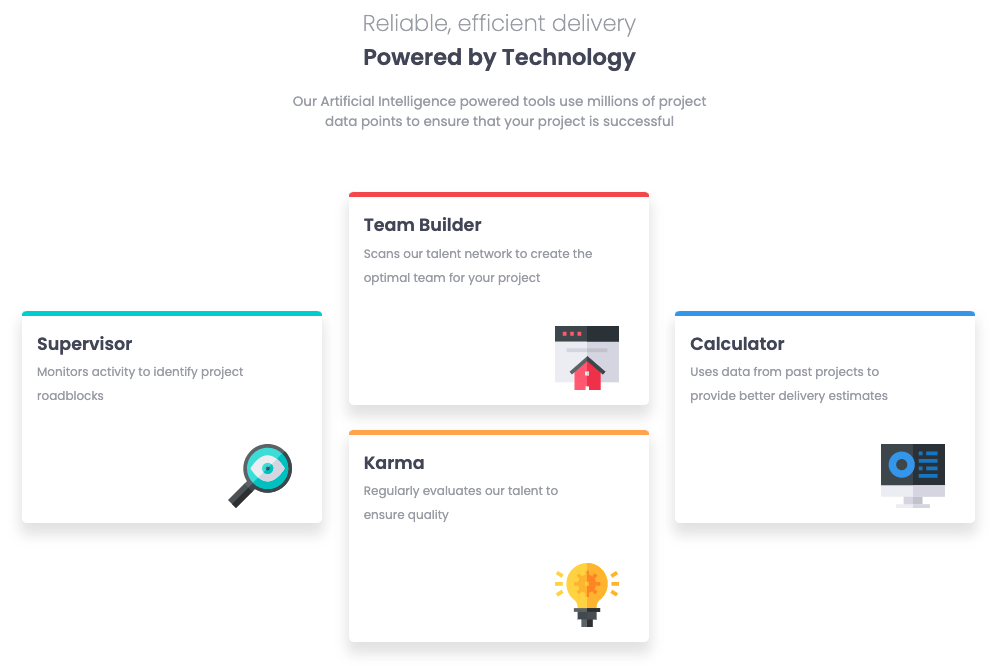 Reliable, efficient delivery
Powered by Technology
Our Artificial Intelligence powered tools use millions of project
data points to ensure that your project is successful
Supervisor
Monitors activity to identify project
roadblocks
Team Builder
Scans our talent network to create the
optimal team for your project
Karma
Regularly evaluates our talent to
ensure quality
Calculator
Uses data from past projects to
provide better delivery estimates